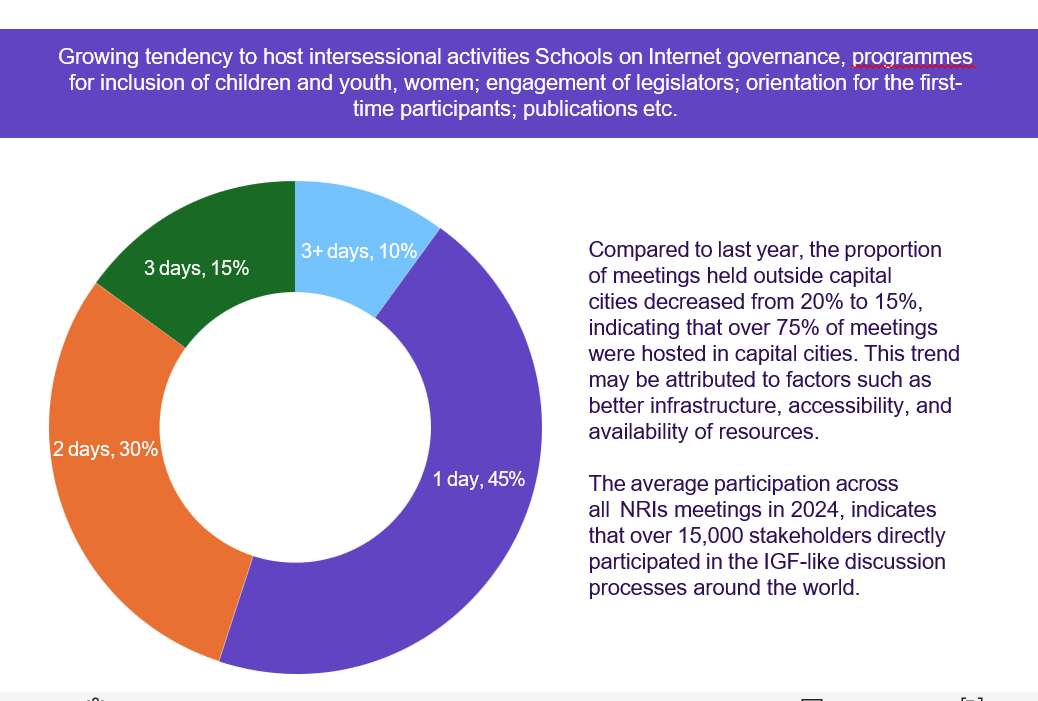 Growing tendency to host intersessional activities Schools on Internet governance, programmes
for inclusion of children and youth, women; engagement of legislators; orientation for the first-
time participants; publications etc.
3+ days, 10%
3 days, 15%
2 days, 30%
1 day, 45%
Compared to last year, the proportion
of meetings held outside capital
cities decreased from 20% to 15%,
indicating that over 75% of meetings
were hosted in capital cities. This trend
may be attributed to factors such as
better infrastructure, accessibility, and
availability of resources.
The average participation across
all NRIs meetings in 2024, indicates
that over 15,000 stakeholders directly
participated in the IGF-like discussion
processes around the world.